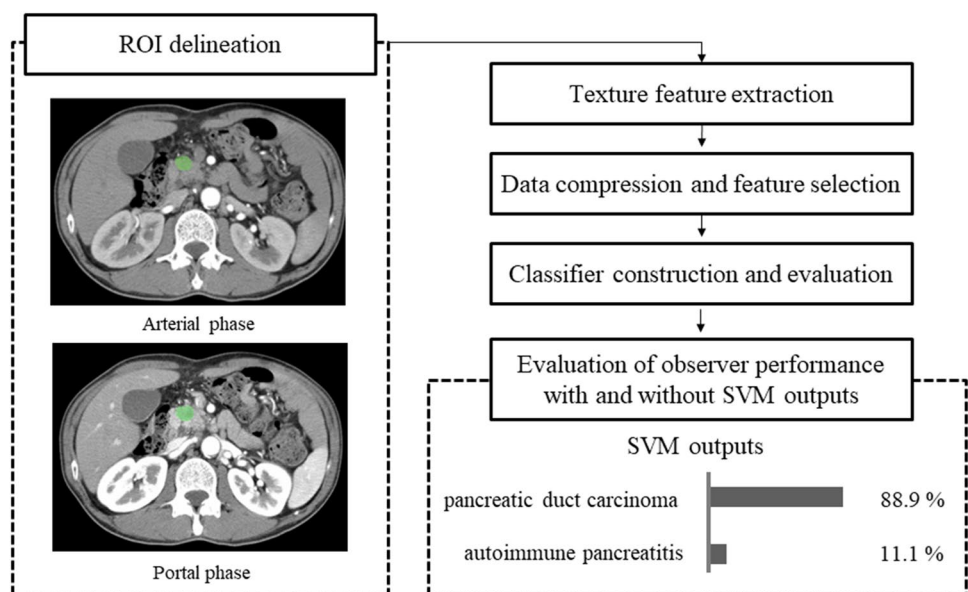 ROI delineation
Arterial phase
Portal phase
Texture feature extraction
Data compression and feature selection
Classifier construction and evaluation
Evaluation of observer performance
with and without SVM outputs
SVM outputs
pancreatic duct carcinoma 88.9 %
autoimmune pancreatitis 11.1 %